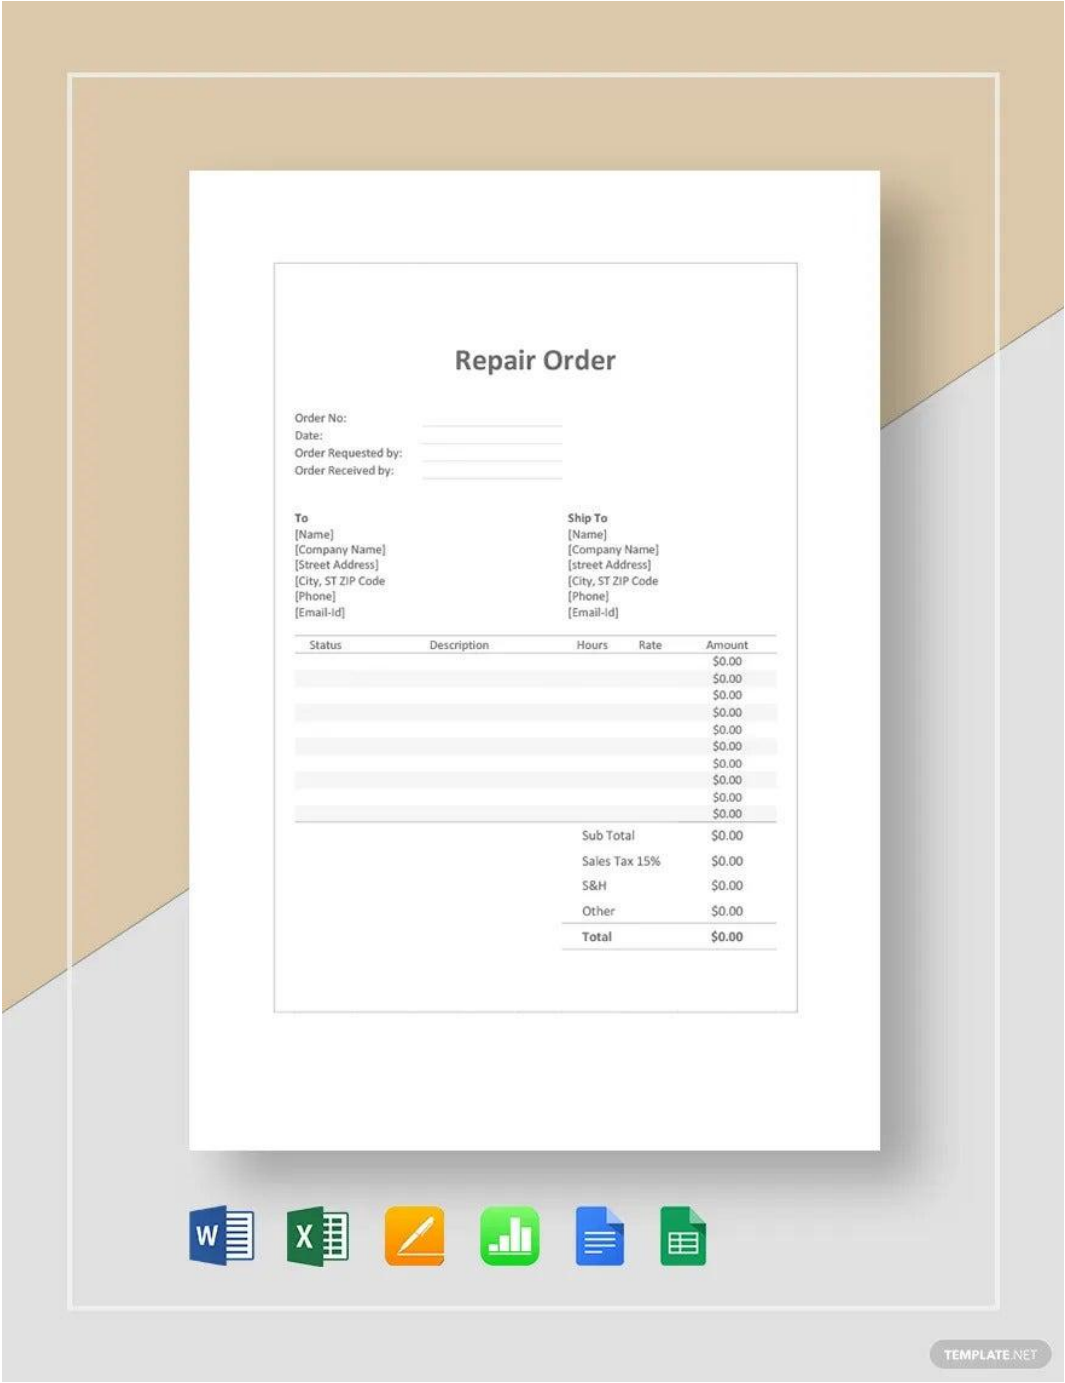 Repair Order
Order No:
Date:
Order Requested by:
Order Received by:
To
[Name]
[Company Name]
[Street Address]
[City, ST ZIP Code
[Phone]
[Email-Id]
Ship To
[Name]
[Company Name]
[street Address]
[City, ST ZIP Code
[Phone]
[Email-Id]
Status Description Hours Rate Amount
$0.00
$0.00
$0.00
$0.00
$0.00
$0.00
$0.00
$0.00
$0.00
$0.00
Sub Total $0.00
Sales Tax 15% $0.00
S&H $0.00
Other $0.00
Total $0.00
W X
TEMPLATE.NET